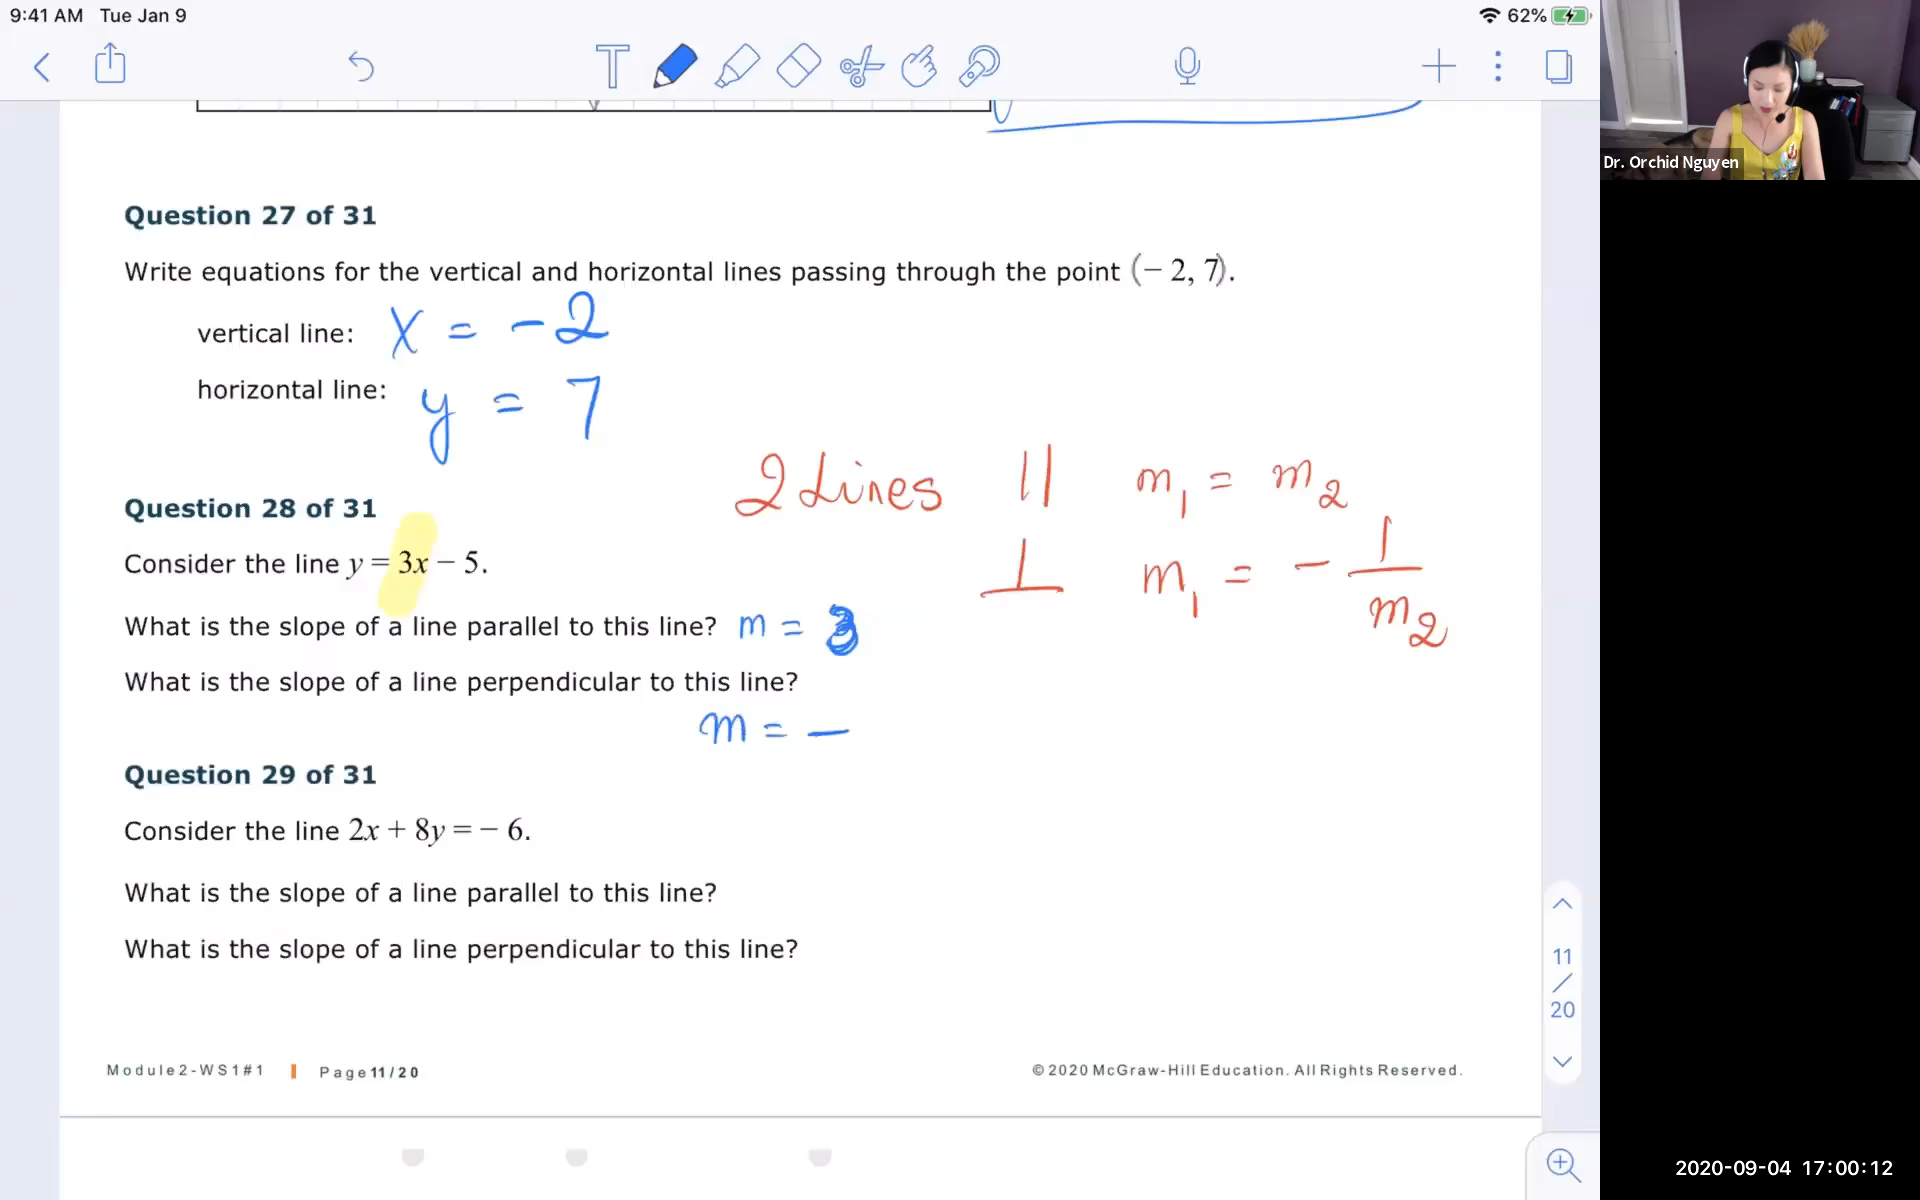 9:41 AM Tue Jan 9
62%
T
Dr. Orchid Nguyen
Question 27 of 31
Write equations for the vertical and horizontal lines passing through the point (− 2, 7).
vertical line: x = -2
horizontal line: y = 7
2 Lines || m₁ = m₂
⊥ m₁ = - 1/m₂
Question 28 of 31
Consider the line y = 3x − 5.
What is the slope of a line parallel to this line? m = 3
What is the slope of a line perpendicular to this line?
m = -
Question 29 of 31
Consider the line 2x + 8y = − 6.
What is the slope of a line parallel to this line?
What is the slope of a line perpendicular to this line?
11
/
20
Module2-WS1#1 | Page 11/20
©2020 McGraw-Hill Education. All Rights Reserved.
2020-09-04 17:00:12